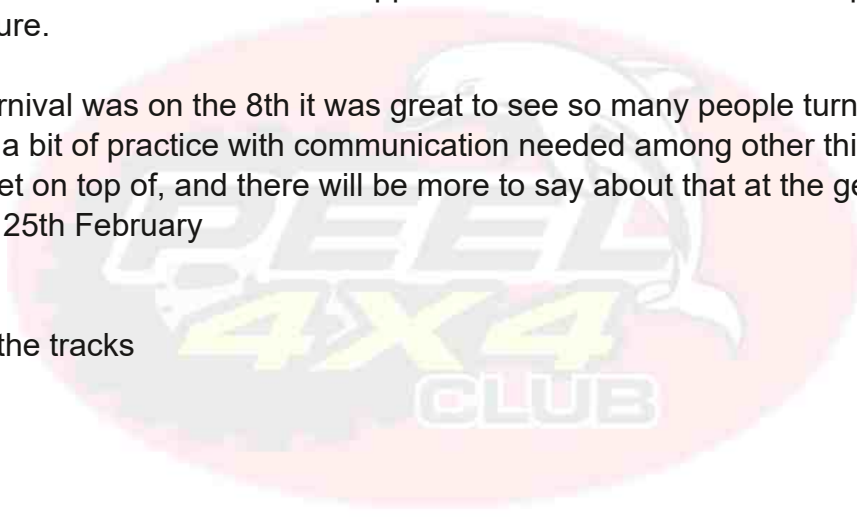 ure.
rnival was on the 8th it was great to see so many people turn
a bit of practice with communication needed among other thi
et on top of, and there will be more to say about that at the ge
25th February
the tracks
PEEL
4X4
CLUB